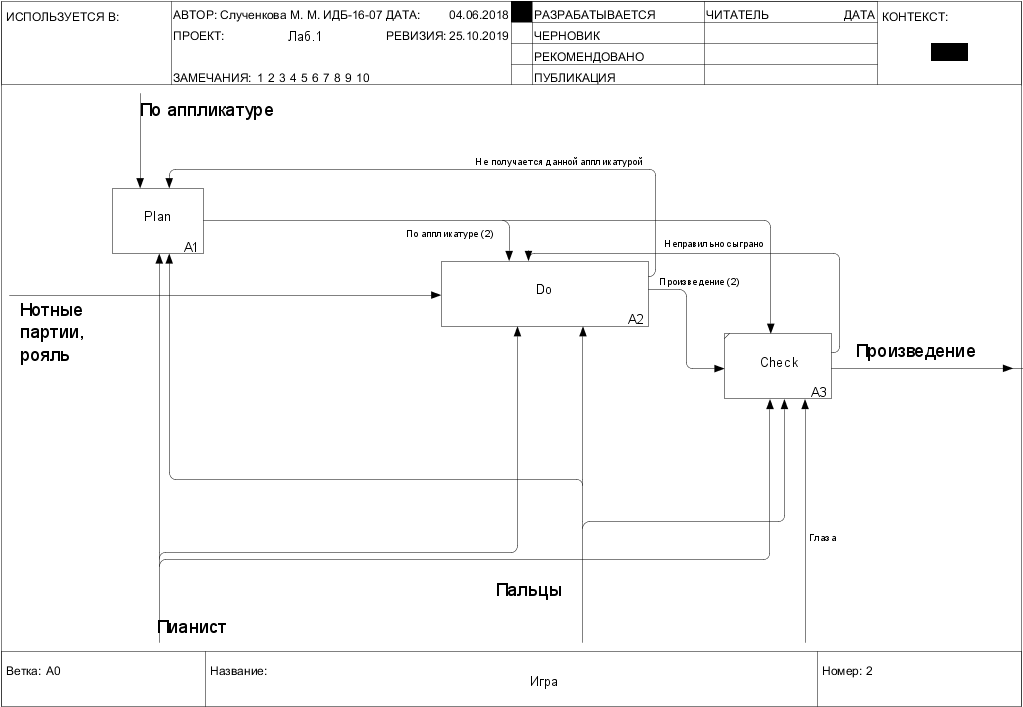 ИСПОЛЬЗУЕТСЯ В:
АВТОР: Слученкова М. М. ИДБ-16-07 ДАТА: 04.06.2018
РАЗРАБАТЫВАЕТСЯ
ЧИТАТЕЛЬ ДАТА
КОНТЕКСТ:
ПРОЕКТ: Лаб.1 РЕВИЗИЯ: 25.10.2019
ЧЕРНОВИК
РЕКОМЕНДОВАНО
ЗАМЕЧАНИЯ: 1 2 3 4 5 6 7 8 9 10
ПУБЛИКАЦИЯ
По аппликатуре
Не получается данной аппликатурой
Plan
A1
По аппликатуре (2)
Неправильно сыграно
Произведение (2)
Do
A2
Нотные
партии,
рояль
Произведение
Check
A3
Глаза
Пальцы
Пианист
Ветка: A0
Название:
Игра
Номер: 2